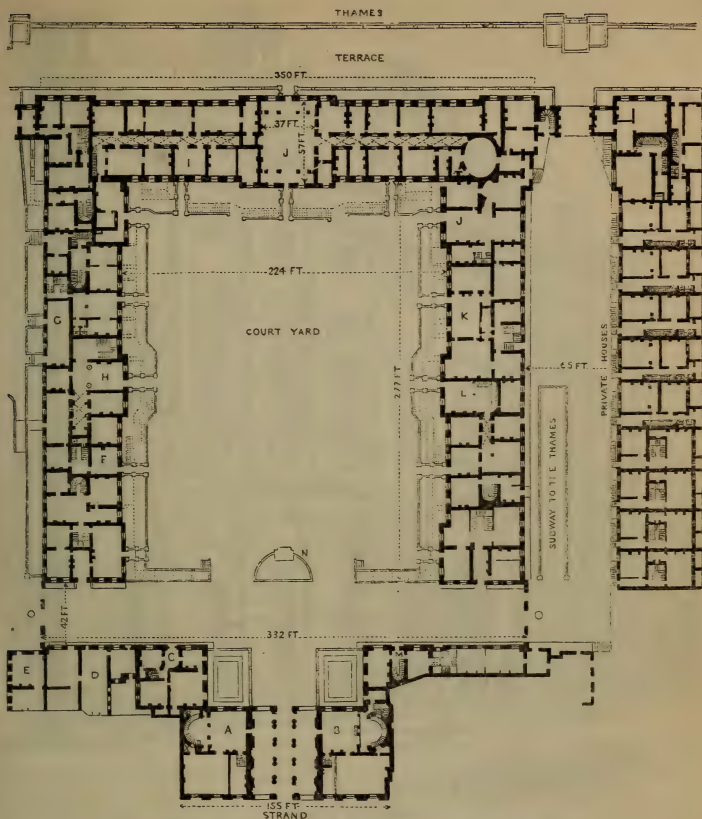 THAMES
TERRACE
350 FT.
37 FT.
57 FT.
I
J
A
J
224 FT.
G
COURT YARD
K
H
277 FT
65 FT.
PRIVATE HOUSES
L
F
SUBWAY TO THE THAMES
N
42 FT
332 FT.
E
D
C
M
A
B
155 FT
STRAND